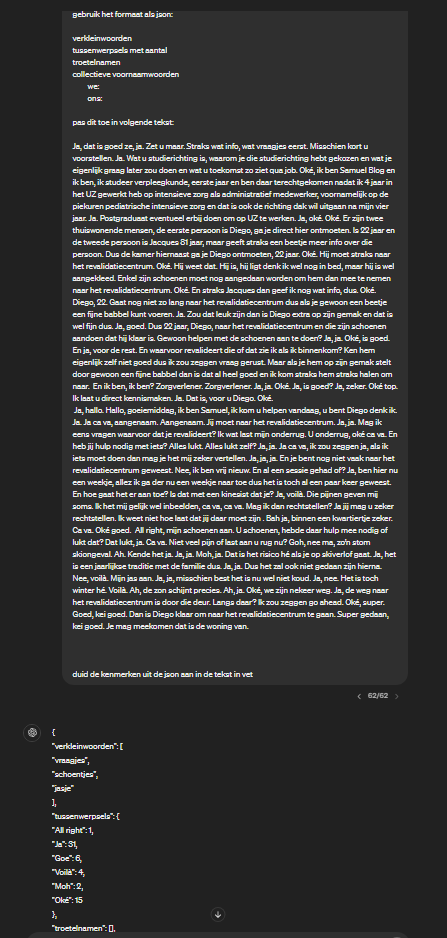 gebruik het formaat als json:
verkleinwoorden
tussenwerpsels met aantal
troetelnamen
collectieve voornaamwoorden
we:
ons:
pas dit toe in volgende tekst:
Ja, dat is goed ze, ja. Zet u maar. Straks wat info, wat vraagjes eerst. Misschien kort u
voorstellen. Ja. Wat u studierichting is, waarom je die studierichting hebt gekozen en wat je
eigenlijk graag later zou doen en wat u toekomst zo ziet qua job. Oké, ik ben Samuel Blog en
ik ben, ik studeer verpleegkunde, eerste jaar en ben daar terechtgekomen nadat ik 4 jaar in
het UZ gewerkt heb op intensieve zorg als administratief medewerker, voornamelijk op de
piekuren pediatrische intensieve zorg en dat is ook de richting dak wil uitgaan na mijn vier
jaar. Ja. Postgraduaat eventueel erbij doen om op UZ te werken. Ja, oké. Oké. Er zijn twee
thuiswonende mensen, de eerste persoon is Diego, ga je direct hier ontmoeten. Is 22 jaar en
de tweede persoon is Jacques 81 jaar, maar geeft straks een beetje meer info over die
persoon. Dus de kamer hiernaast ga je Diego ontmoeten, 22 jaar. Oké. Hij moet straks naar
het revalidatiecentrum. Oké. Hij weet dat. Hij is, hij ligt denk ik wel nog in bed, maar hij is wel
aangekleed. Enkel zijn schoenen moet nog aangedaan worden om hem dan mee te nemen
naar het revalidatiecentrum. Oké. En straks Jacques dan geef ik nog wat info, dus. Oké.
Diego, 22. Gaat nog niet zo lang naar het revalidatiecentrum dus als je gewoon een beetje
een fijne babbel kunt voeren. Ja. Zou dat leuk zijn dan is Diego extra op zijn gemak en dat is
wel fijn dus. Ja, goed. Dus 22 jaar, Diego, naar het revalidatiecentrum en die zijn schoenen
aandoen dat hij klaar is. Gewoon helpen met de schoenen aan te doen? Ja, ja. Oké, is goed.
En ja, voor de rest. En waarvoor revalideert die of dat zie ik als ik binnenkom? Ken hem
eigenlijk zelf niet goed dus ik zou zeggen vraag gerust. Maar als je hem op zijn gemak stelt
door gewoon een fijne babbel dan is dat al heel goed en ik kom straks hem straks halen om
naar. En ik ben, ik ben? Zorgverlener. Zorgverlener. Ja, ja. Oké. Ja, is goed? Ja, zeker. Oké top.
Ik laat u direct kennismaken. Ja. Dat is, voor u Diego. Oké.
Ja, hallo. Hallo, goeiemiddag, ik ben Samuel, ik kom u helpen vandaag, u bent Diego denk ik.
Ja. Ja ca va, aangenaam. Aangenaam. Jij moet naar het revalidatiecentrum. Ja, ja. Mag ik
eens vragen waarvoor dat je revalideert? Ik wat last mijn onderrug. U onderrug, oké ca va. En
heb jij hulp nodig met iets? Alles lukt. Alles lukt zelf? Ja, ja. Ja ca va, ik zou zeggen ja, als ik
iets moet doen dan mag je het mij zeker vertellen. Ja, ja, ja. En je bent nog niet vaak naar het
revalidatiecentrum geweest. Nee, ik ben vrij nieuw. En al een sessie gehad of? Ja, ben hier nu
een weekje, allez ik ga der nu een weekje naar toe dus het is toch al een paar keer geweest.
En hoe gaat het er aan toe? Is dat met een kinesist dat je? Ja, voilà. Die pijnen geven mij
soms. Ik het mij gelijk wel inbeelden, ca va, ca va. Mag ik dan rechtstellen? Ja jij mag u zeker
rechtstellen. Ik weet niet hoe laat dat jij daar moet zijn . Bah ja, binnen een kwartiertje zeker.
Ca va. Oké goed.  All right, mijn schoenen aan. U schoenen, hebde daar hulp mee nodig of
lukt dat? Dat lukt, ja. Ca va. Niet veel pijn of last aan u rug nu? Goh, nee ma, zo'n stom
skiongeval. Ah. Kende het ja. Ja, ja. Moh, ja. Dat is het risico hé als je op skiverlof gaat. Ja, het
is een jaarlijkse traditie met de familie dus. Ja, ja. Dus het zal ook niet gedaan zijn hierna.
Nee, voilà. Mijn jas aan. Ja, ja, misschien best het is nu wel niet koud. Ja, nee. Het is toch
winter hé. Voilà. Ah, de zon schijnt precies. Ah, ja. Oké, we zijn nekeer weg. Ja, de weg naar
het revalidatiecentrum is door die deur. Langs daar? Ik zou zeggen go ahead. Oké, super.
Goed, kei goed. Dan is Diego klaar om naar het revalidatiecentrum te gaan. Super gedaan,
kei goed. Je mag meekomen dat is de woning van.
duid de kenmerken uit de json aan in de tekst in vet
62/62
{
"verkleinwoorden": [
"vraagjes",
"schoentjes",
"jasje"
],
"tussenwerpsels": {
"All right": 1,
"Ja": 31,
"Goe": 6,
"Voilà": 4,
"Moh": 2,
"Oké": 15
},
"troetelnamen": [],